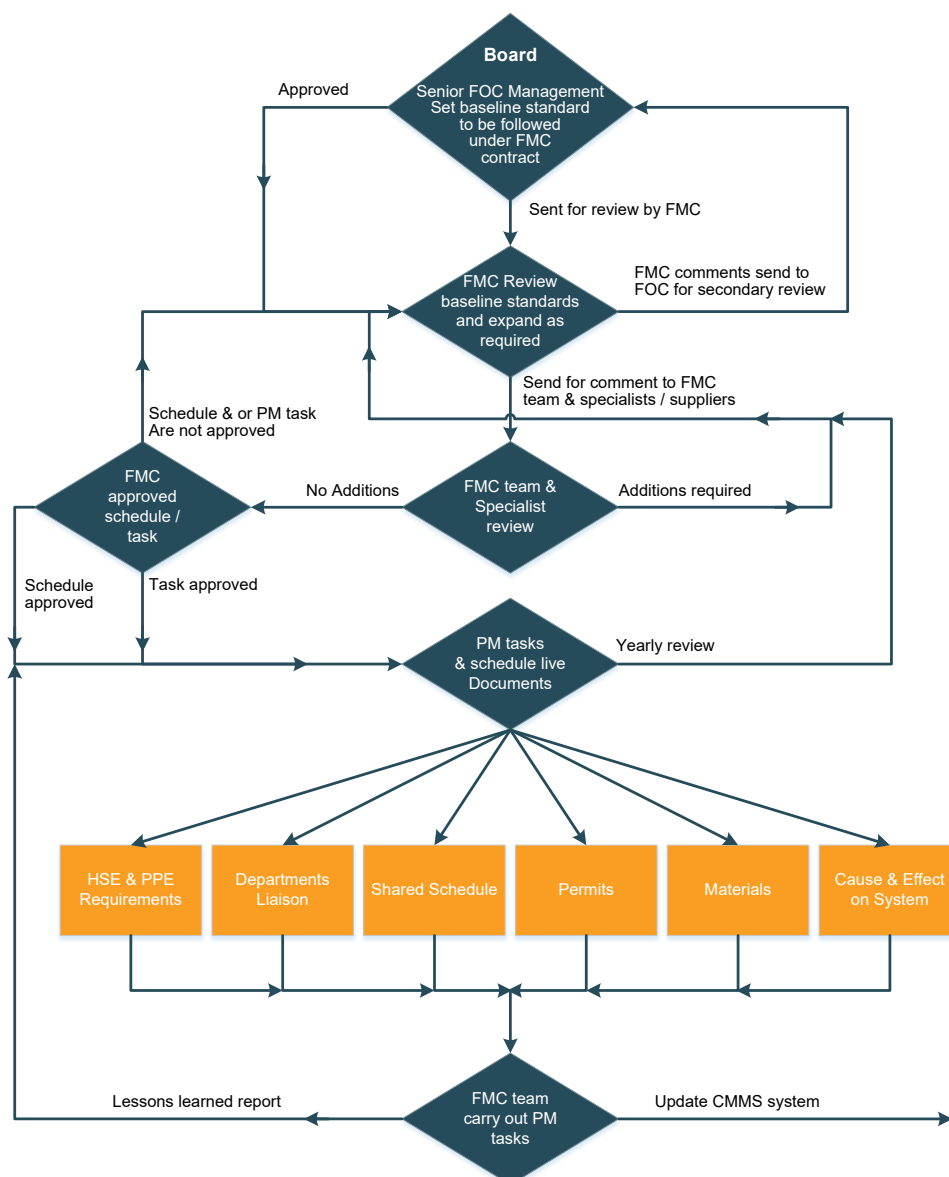 Board
Senior FOC Management
Set baseline standard
to be followed
under FMC
contract
Approved
Sent for review by FMC
FMC Review
baseline standards
and expand as
required
FMC comments send to
FOC for secondary review
Send for comment to FMC
team & specialists / suppliers
Schedule & or PM task
Are not approved
FMC
approved
schedule /
task
No Additions
FMC team &
Specialist
review
Additions required
Schedule
approved
Task approved
PM tasks
& schedule live
Documents
Yearly review
HSE & PPE
Requirements
Departments
Liaison
Shared Schedule
Permits
Materials
Cause & Effect
on System
Lessons learned report
FMC team
carry out PM
tasks
Update CMMS system